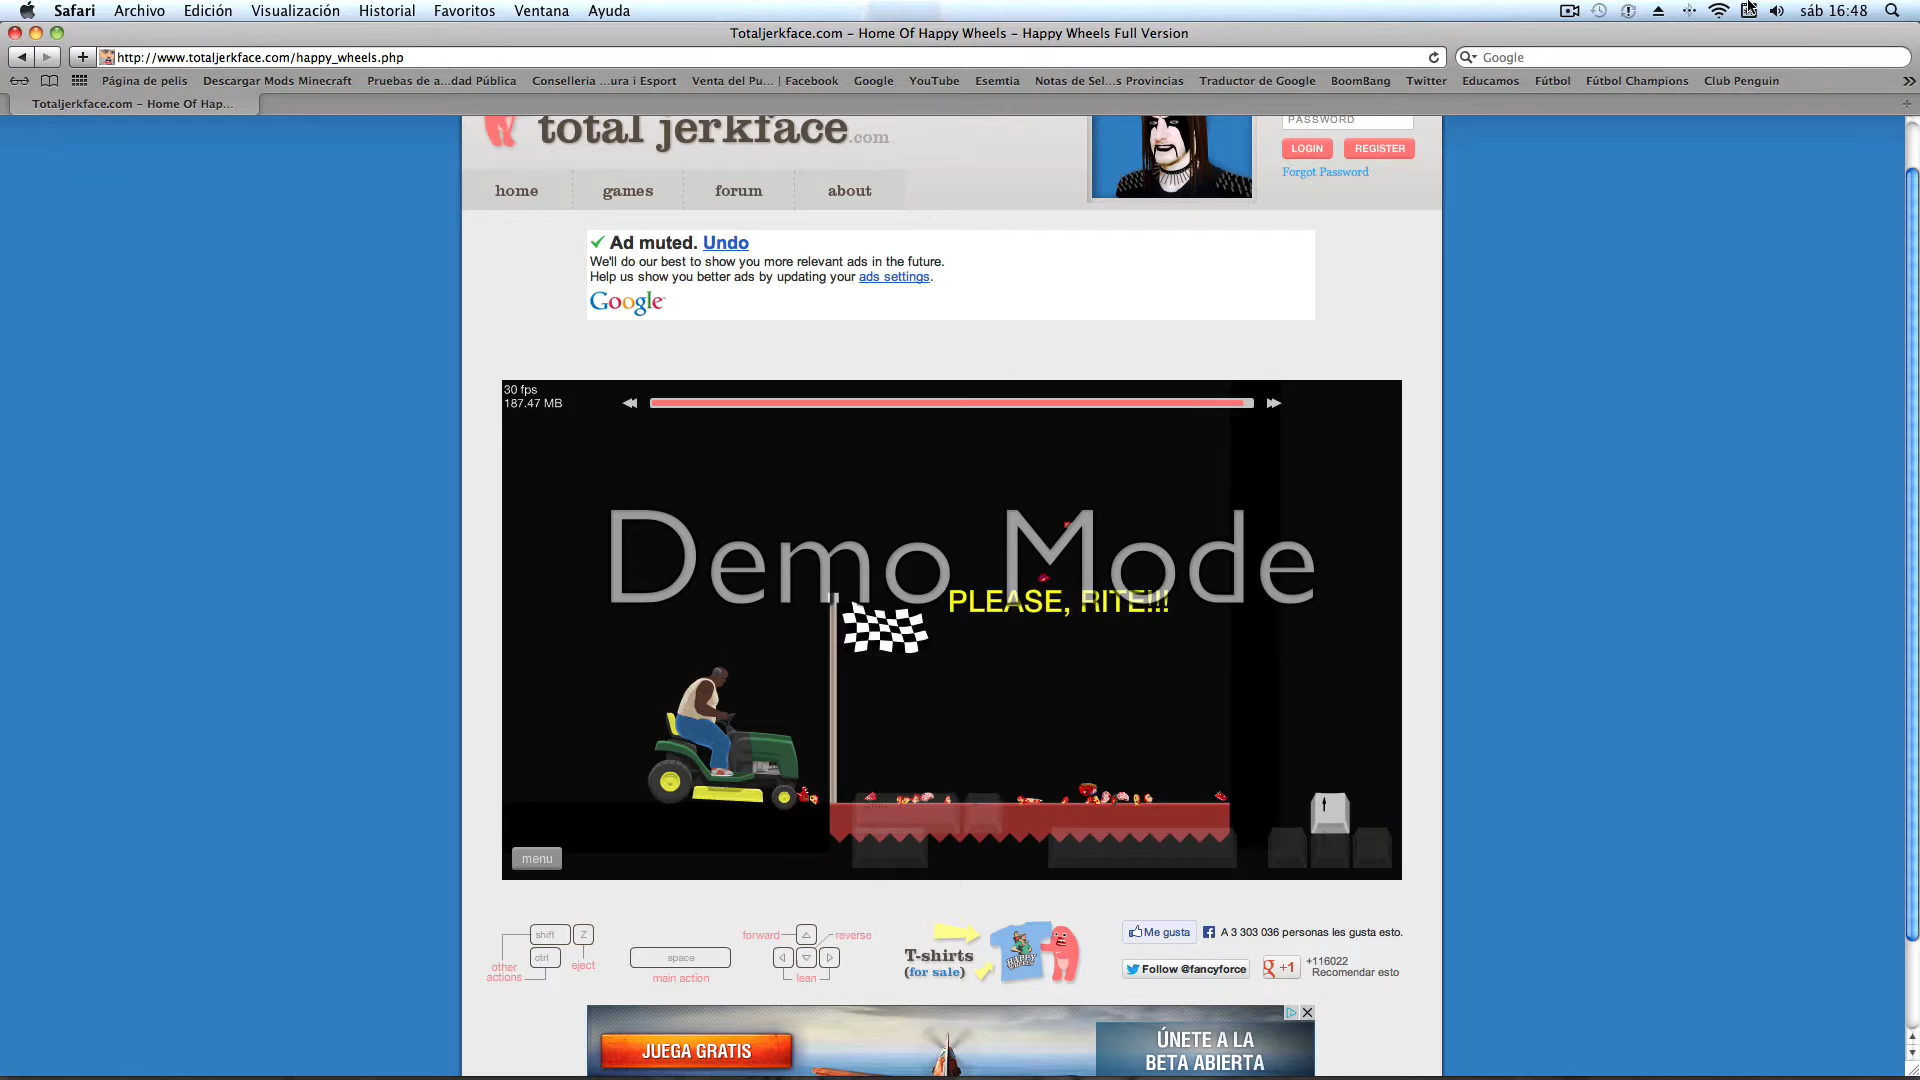 Safari Archivo Edición Visualización Historial Favoritos Ventana Ayuda sáb 16:48
Totaljerkface.com – Home Of Happy Wheels – Happy Wheels Full Version
http://www.totaljerkface.com/happy_wheels.php Google
Página de pelis Descargar Mods Minecraft Pruebas de a...dad Pública Conselleria ...ura i Esport Venta del Pu... | Facebook Google YouTube Esemtia Notas de Sel...s Provincias Traductor de Google BoomBang Twitter Educamos Fútbol Fútbol Champions Club Penguin
Totaljerkface.com – Home Of Hap...
total jerkface.com
PASSWORD
LOGIN REGISTER
Forgot Password
home games forum about
Ad muted. Undo
We'll do our best to show you more relevant ads in the future.
Help us show you better ads by updating your ads settings.
Google
30 fps
187.47 MB
Demo Mode
PLEASE, RITE!!!
menu
shift Z
ctrl
other actions
eject
space
main action
forward reverse
lean
T-shirts
(for sale)
HAPPY WHEELS
Me gusta A 3 303 036 personas les gusta esto.
Follow @fancyforce
+1 +116022
Recomendar esto
JUEGA GRATIS
ÚNETE A LA
BETA ABIERTA